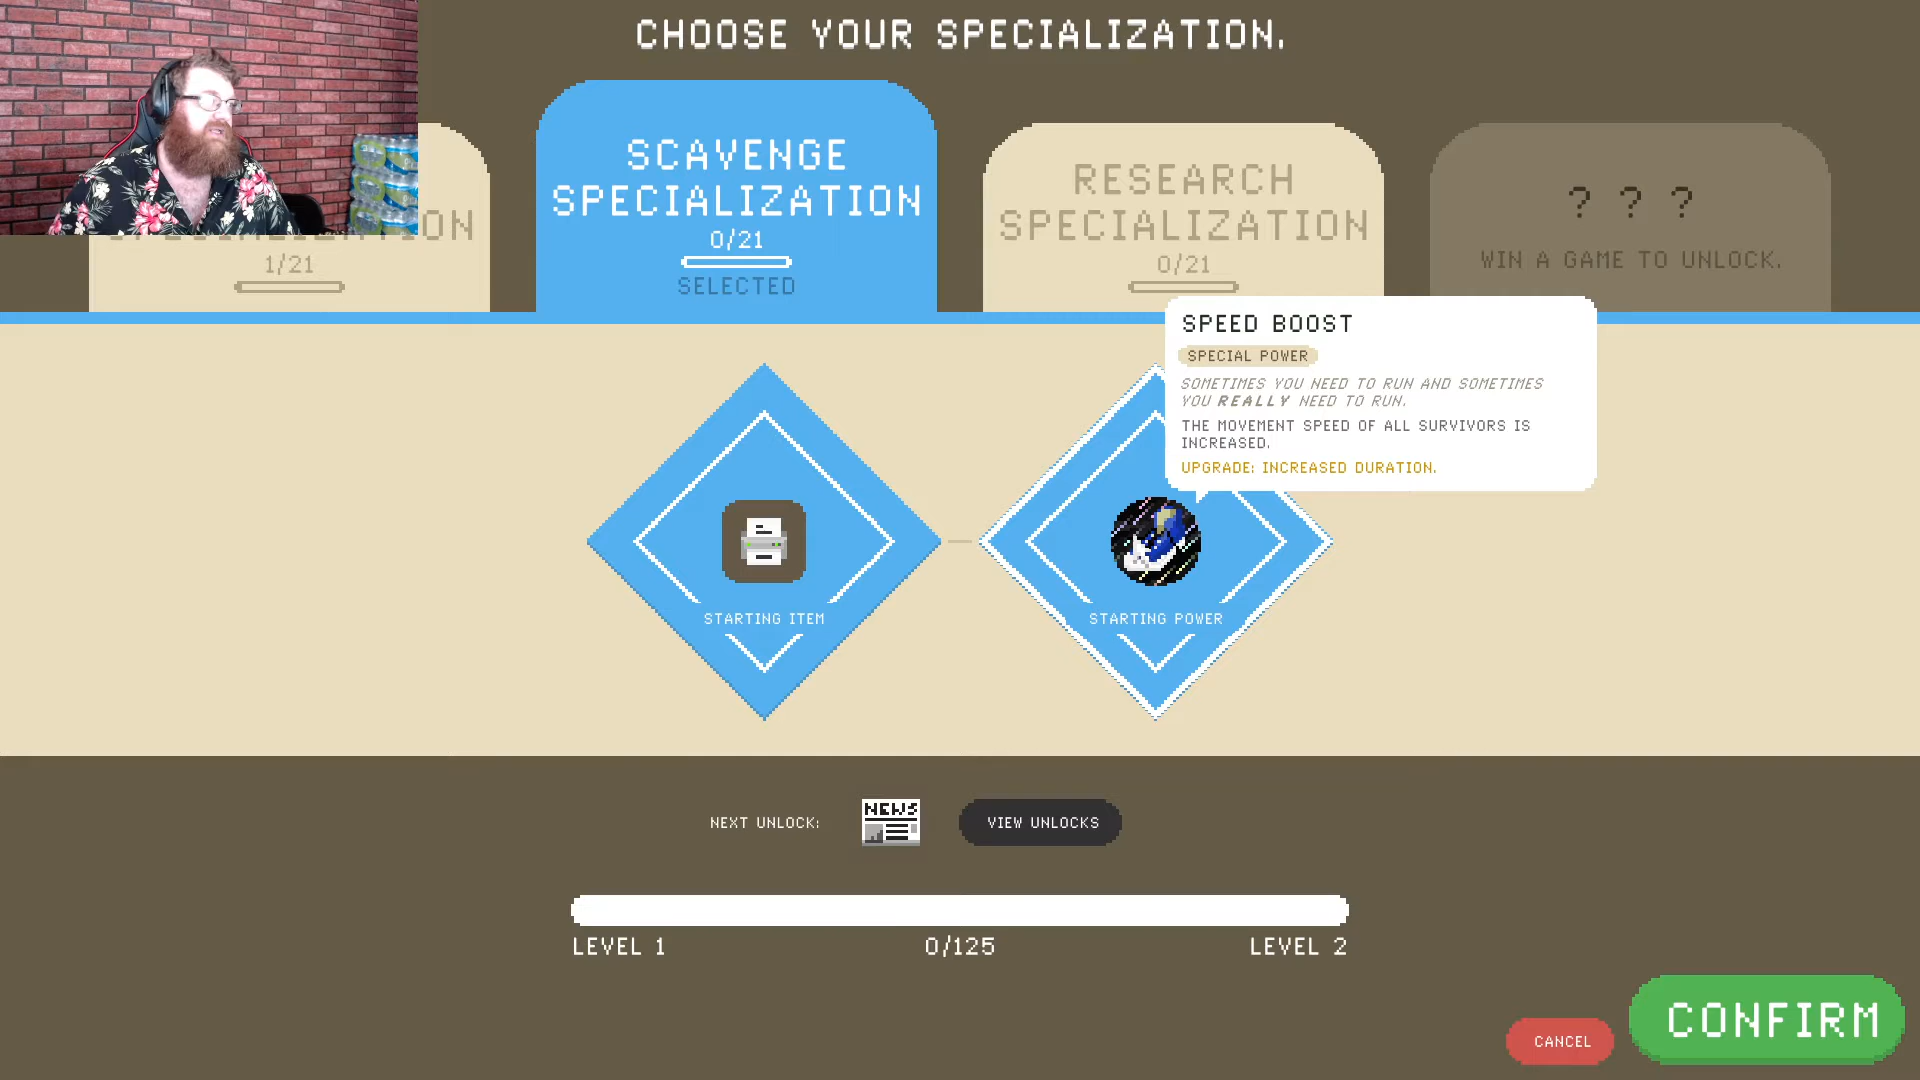 CHOOSE YOUR SPECIALIZATION.
SPECIALIZATION
1/21
SCAVENGE
SPECIALIZATION
0/21
SELECTED
RESEARCH
SPECIALIZATION
0/21
? ? ?
WIN A GAME TO UNLOCK.
SPEED BOOST
SPECIAL POWER
SOMETIMES YOU NEED TO RUN AND SOMETIMES
YOU REALLY NEED TO RUN.
THE MOVEMENT SPEED OF ALL SURVIVORS IS
INCREASED.
UPGRADE: INCREASED DURATION.
STARTING ITEM
STARTING POWER
NEXT UNLOCK:
NEWS
VIEW UNLOCKS
LEVEL 1
0/125
LEVEL 2
CANCEL
CONFIRM